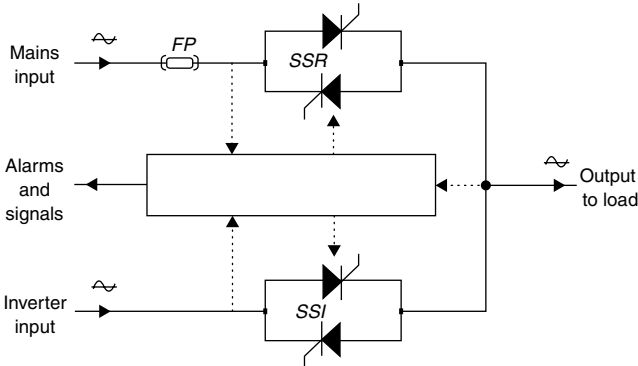 Mains
input
FP
SSR
Alarms
and
signals
Output
to load
Inverter
input
SSI